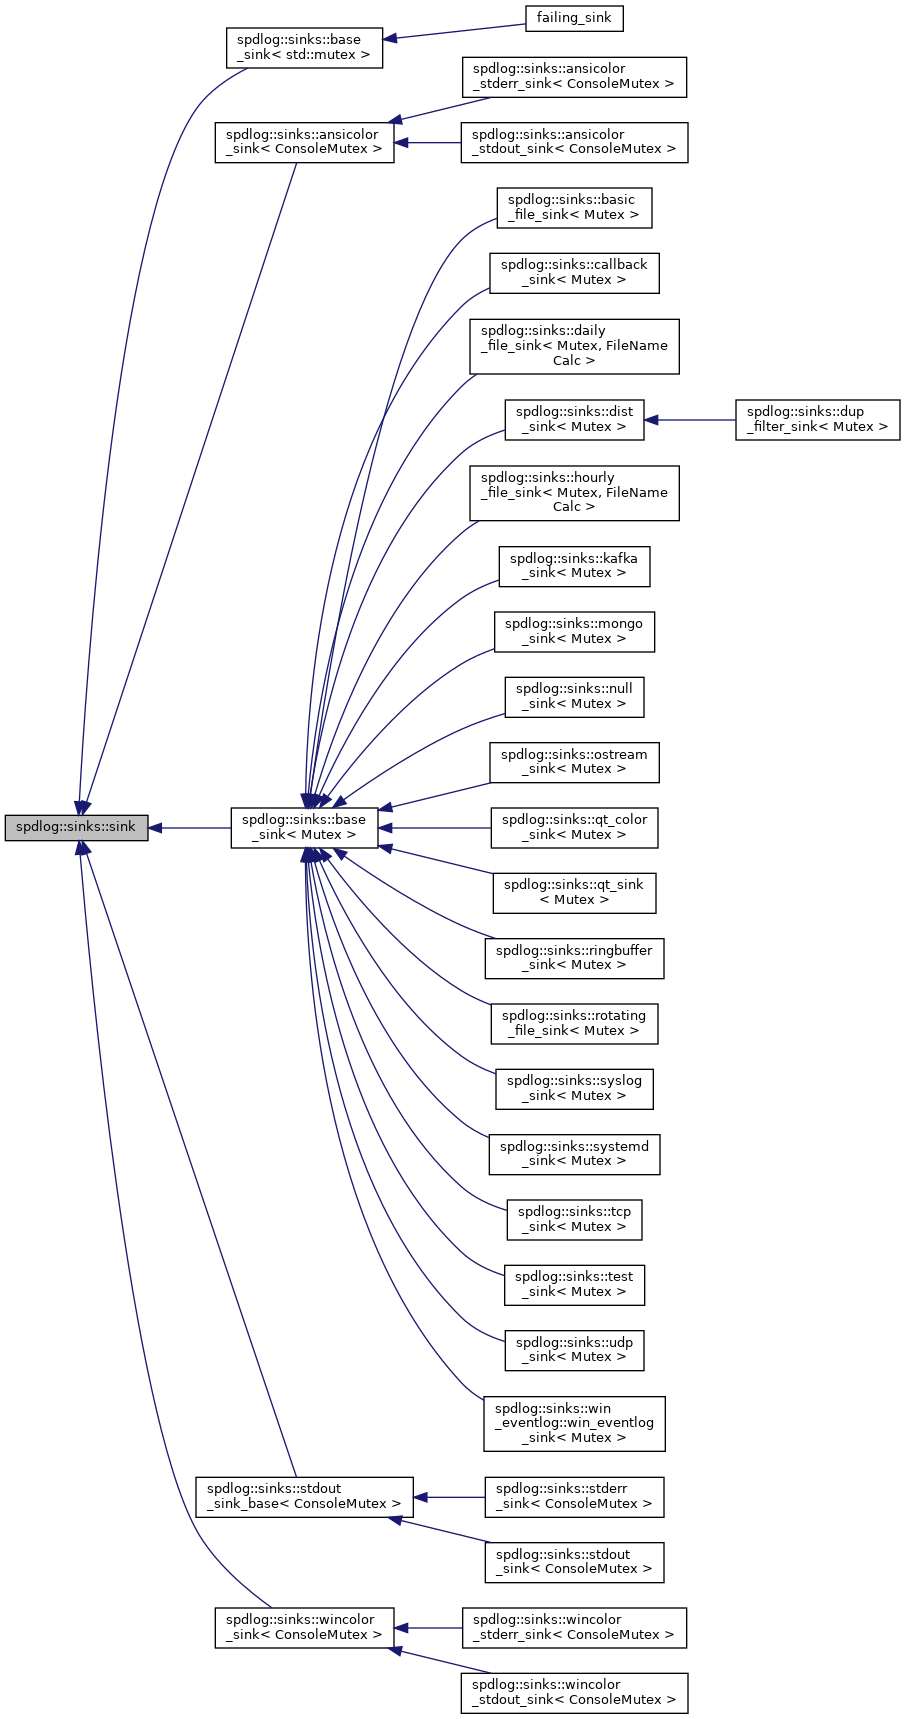 failing_sink
spdlog::sinks::base
_sink< std::mutex >
spdlog::sinks::ansicolor
_stderr_sink< ConsoleMutex >
spdlog::sinks::ansicolor
_sink< ConsoleMutex >
spdlog::sinks::ansicolor
_stdout_sink< ConsoleMutex >
spdlog::sinks::basic
_file_sink< Mutex >
spdlog::sinks::callback
_sink< Mutex >
spdlog::sinks::daily
_file_sink< Mutex, FileName
Calc >
spdlog::sinks::dist
_sink< Mutex >
spdlog::sinks::dup
_filter_sink< Mutex >
spdlog::sinks::hourly
_file_sink< Mutex, FileName
Calc >
spdlog::sinks::kafka
_sink< Mutex >
spdlog::sinks::mongo
_sink< Mutex >
spdlog::sinks::null
_sink< Mutex >
spdlog::sinks::ostream
_sink< Mutex >
spdlog::sinks::sink
spdlog::sinks::base
_sink< Mutex >
spdlog::sinks::qt_color
_sink< Mutex >
spdlog::sinks::qt_sink
< Mutex >
spdlog::sinks::ringbuffer
_sink< Mutex >
spdlog::sinks::rotating
_file_sink< Mutex >
spdlog::sinks::syslog
_sink< Mutex >
spdlog::sinks::systemd
_sink< Mutex >
spdlog::sinks::tcp
_sink< Mutex >
spdlog::sinks::test
_sink< Mutex >
spdlog::sinks::udp
_sink< Mutex >
spdlog::sinks::win
_eventlog::win_eventlog
_sink< Mutex >
spdlog::sinks::stdout
_sink_base< ConsoleMutex >
spdlog::sinks::stderr
_sink< ConsoleMutex >
spdlog::sinks::stdout
_sink< ConsoleMutex >
spdlog::sinks::wincolor
_sink< ConsoleMutex >
spdlog::sinks::wincolor
_stderr_sink< ConsoleMutex >
spdlog::sinks::wincolor
_stdout_sink< ConsoleMutex >